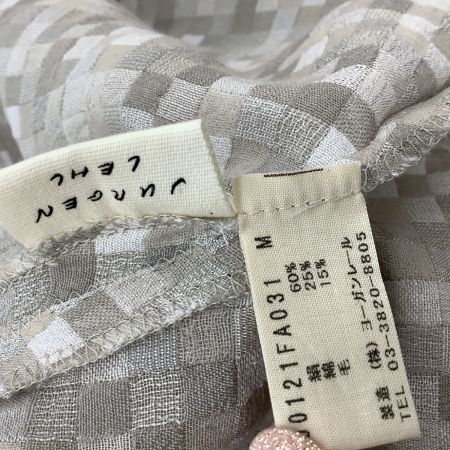 JURGEN
LEHL
0121FA031 M
絹 60%
綿 25%
毛 15%
製造 (株) ヨーガンレール
TEL 03-3820-8805